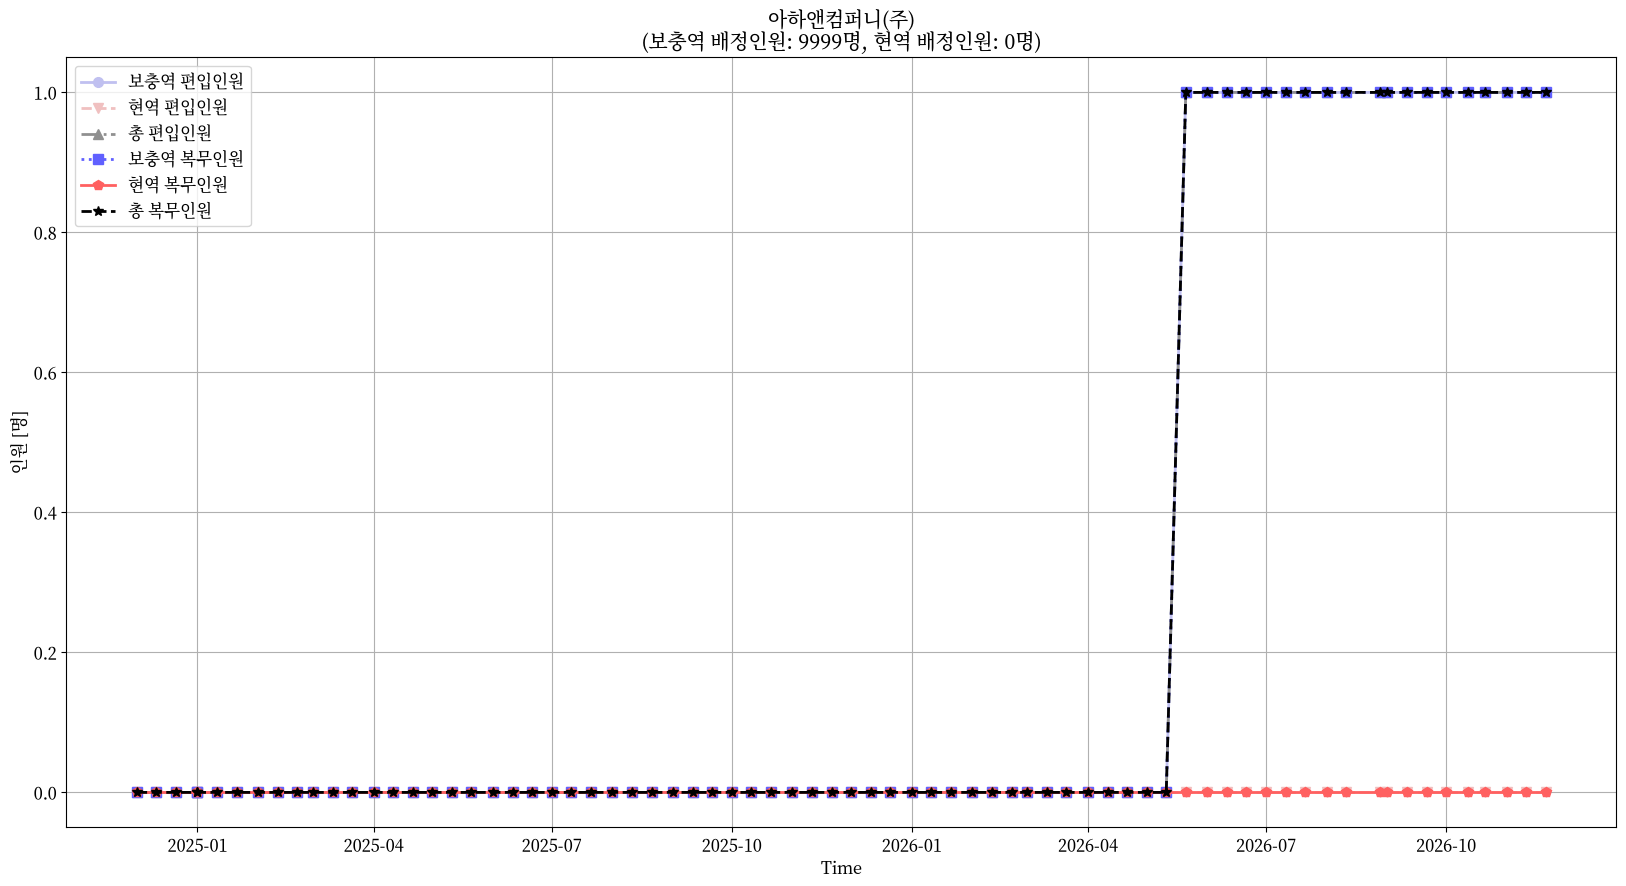 아하앤컴퍼니(주)
(보충역 배정인원: 9999명, 현역 배정인원: 0명)
보충역 편입인원
현역 편입인원
총 편입인원
보충역 복무인원
현역 복무인원
총 복무인원
인원 [명]
1.0
0.8
0.6
0.4
0.2
0.0
2025-01 2025-04 2025-07 2025-10 2026-01 2026-04 2026-07 2026-10
Time